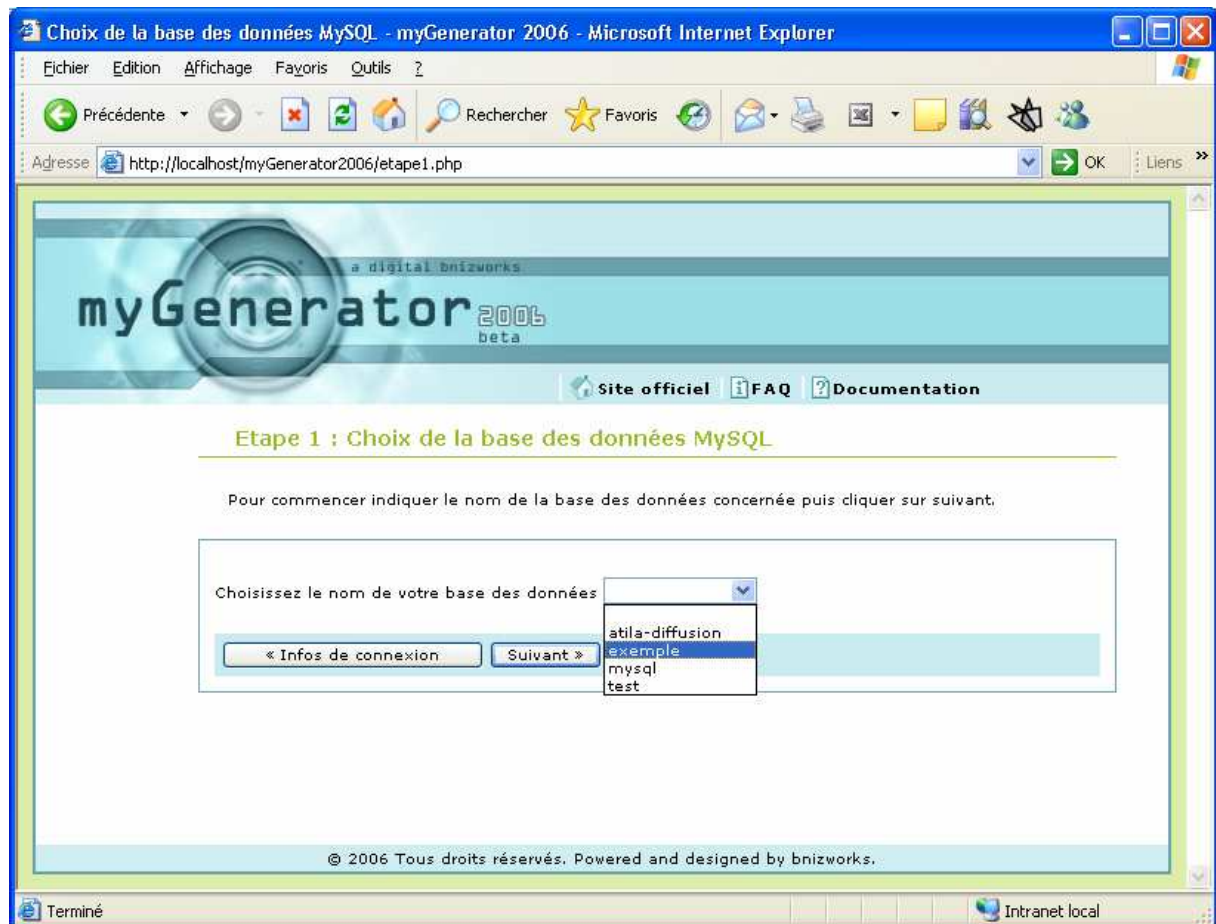 Choix de la base des données MySQL - myGenerator 2006 - Microsoft Internet Explorer
Fichier Edition Affichage Favoris Outils ?
Précédente Rechercher Favoris
Adresse http://localhost/myGenerator2006/etape1.php OK Liens »
a digital bnizworks
myGenerator 2006
beta
Site officiel FAQ Documentation
Etape 1 : Choix de la base des données MySQL
Pour commencer indiquer le nom de la base des données concernée puis cliquer sur suivant.
Choisissez le nom de votre base des données
atila-diffusion
« Infos de connexion Suivant » exemple
mysql
test
© 2006 Tous droits réservés. Powered and designed by bnizworks.
Terminé Intranet local